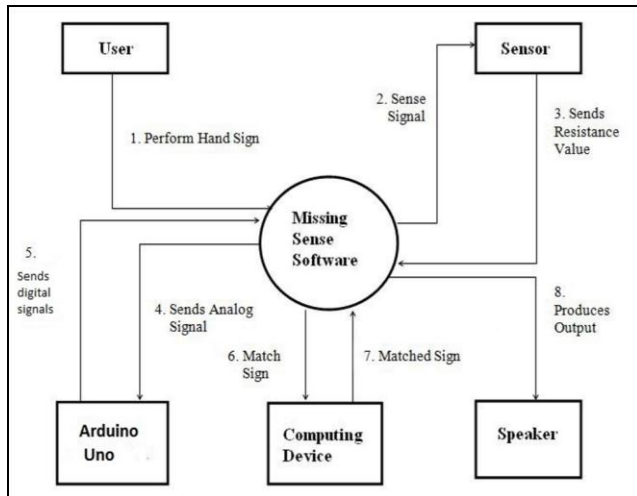 User
Sensor
2. Sense
Signal
3. Sends
Resistance
Value
1. Perform Hand Sign
Missing
Sense
Software
5.
Sends
digital
signals
4. Sends Analog
Signal
8.
Produces
Output
6. Match
Sign
7. Matched Sign
Arduino
Uno
Computing
Device
Speaker